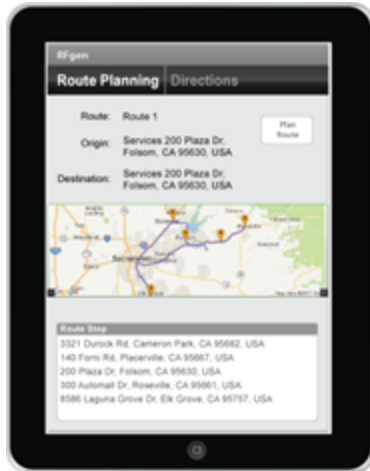 RFgen
Route Planning Directions
Route: Route 1
Plan
Route
Origin: Services 200 Plaza Dr,
Folsom, CA 95630, USA
Destination: Services 200 Plaza Dr,
Folsom, CA 95630, USA
Sacramento
Elk Grove
Route Stop
3321 Durock Rd, Cameron Park, CA 95682, USA
140 Forni Rd, Placerville, CA 95667, USA
200 Plaza Dr, Folsom, CA 95630, USA
300 Automall Dr, Roseville, CA 95661, USA
8586 Laguna Grove Dr, Elk Grove, CA 95757, USA